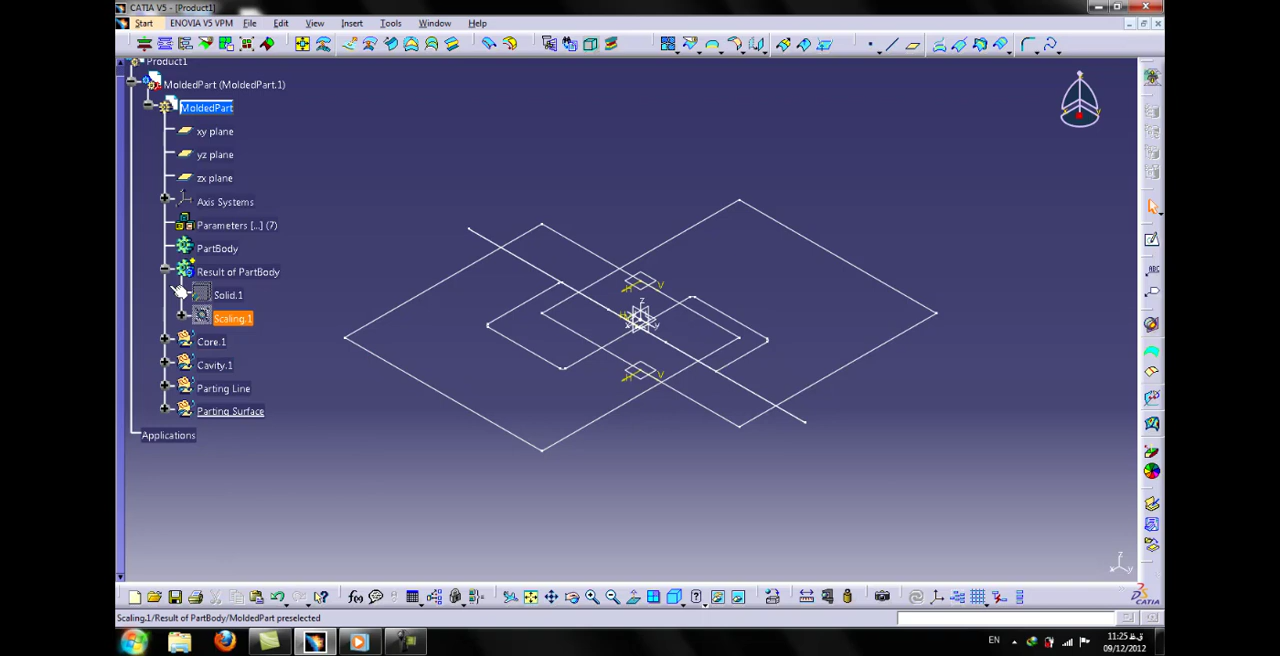 CATIA V5 - [Product1]
Start ENOVIA V5 VPM File Edit View Insert Tools Window Help
Product1
MoldedPart (MoldedPart.1)
MoldedPart
xy plane
yz plane
zx plane
Axis Systems
Parameters [...] (7)
PartBody
Result of PartBody
Solid.1
Scaling.1
Core.1
Cavity.1
Parting Line
Parting Surface
Applications
V
H
z
y
V
H
z
x y
f(x)
CATIA
Scaling.1/Result of PartBody/MoldedPart preselected
EN
11:25 ق.ظ
09/12/2012